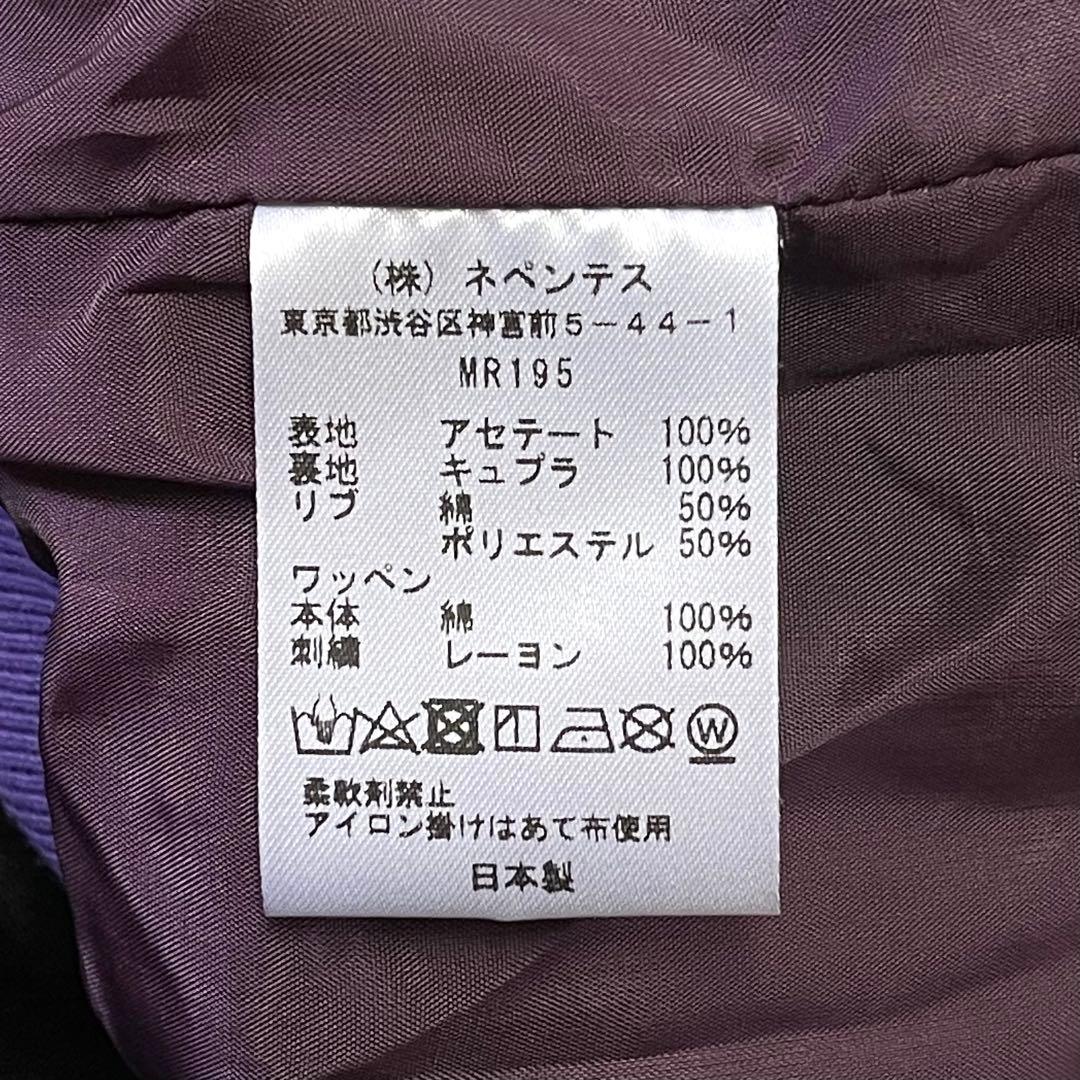 (株) ネペンテス
東京都渋谷区神宮前5-44-1
MR195
表地 アセテート 100%
裏地 キュプラ 100%
リブ 綿 50%
ポリエステル 50%
ワッペン
本体 綿 100%
刺繍 レーヨン 100%
W
柔軟剤禁止
アイロン掛けはあて布使用
日本製